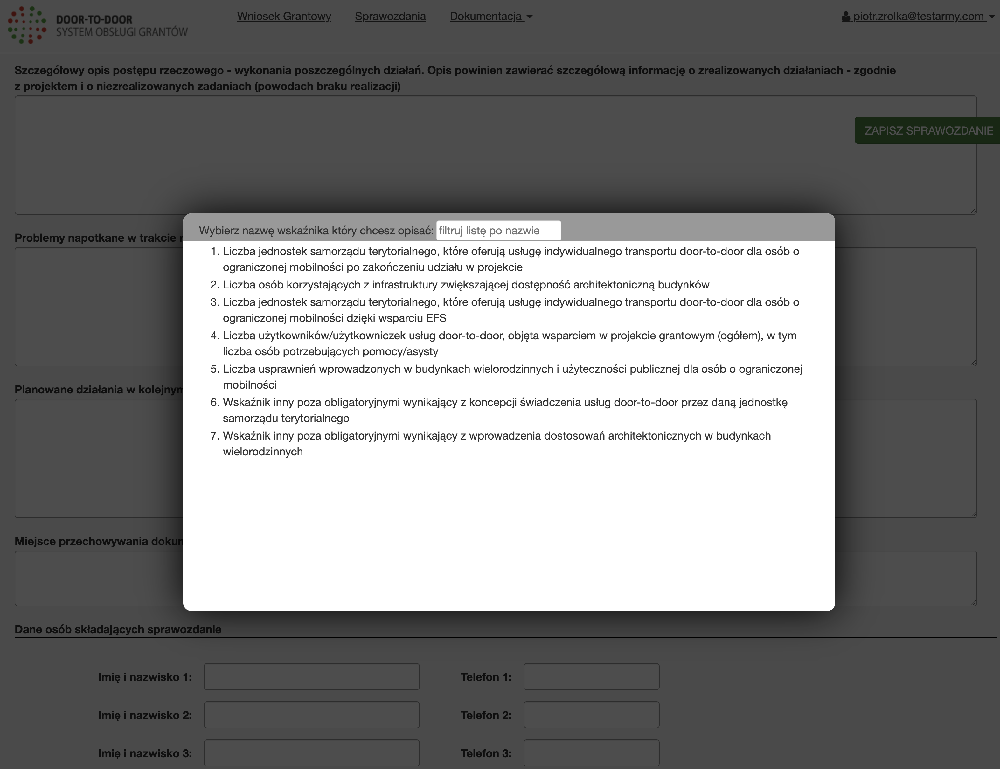 DOOR-TO-DOOR
SYSTEM OBSŁUGI GRANTÓW
Wniosek Grantowy
Sprawozdania
Dokumentacja
piotr.zrolka@testarmy.com
Szczegółowy opis postępu rzeczowego - wykonania poszczególnych działań. Opis powinien zawierać szczegółową informację o zrealizowanych działaniach - zgodnie
z projektem i o niezrealizowanych zadaniach (powodach braku realizacji)
ZAPISZ SPRAWOZDANIE
Problemy napotkane w trakcie
Wybierz nazwę wskaźnika który chcesz opisać: filtruj listę po nazwie
1. Liczba jednostek samorządu terytorialnego, które oferują usługę indywidualnego transportu door-to-door dla osób o
ograniczonej mobilności po zakończeniu udziału w projekcie
2. Liczba osób korzystających z infrastruktury zwiększającej dostępność architektoniczną budynków
3. Liczba jednostek samorządu terytorialnego, które oferują usługę indywidualnego transportu door-to-door dla osób o
ograniczonej mobilności dzięki wsparciu EFS
4. Liczba użytkowników/użytkowniczek usług door-to-door, objęta wsparciem w projekcie grantowym (ogółem), w tym
liczba osób potrzebujących pomocy/asysty
5. Liczba usprawnień wprowadzonych w budynkach wielorodzinnych i użyteczności publicznej dla osób o ograniczonej
mobilności
6. Wskaźnik inny poza obligatoryjnymi wynikający z koncepcji świadczenia usług door-to-door przez daną jednostkę
samorządu terytorialnego
7. Wskaźnik inny poza obligatoryjnymi wynikający z wprowadzenia dostosowań architektonicznych w budynkach
wielorodzinnych
Planowane działania w kolejnym
Miejsce przechowywania
Dane osób składających sprawozdanie
Imię i nazwisko 1:
Telefon 1:
Imię i nazwisko 2:
Telefon 2:
Imię i nazwisko 3:
Telefon 3: